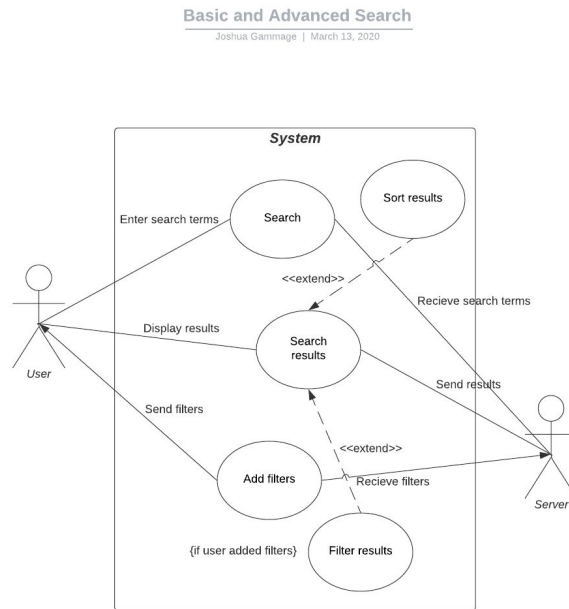 Basic and Advanced Search
Joshua Gammage | March 13, 2020
System
Sort results
Enter search terms
Search
<<extend>>
Recieve search terms
Display results
Search
results
User
Send results
Send filters
<<extend>>
Add filters
Recieve filters
Server
{if user added filters}
Filter results